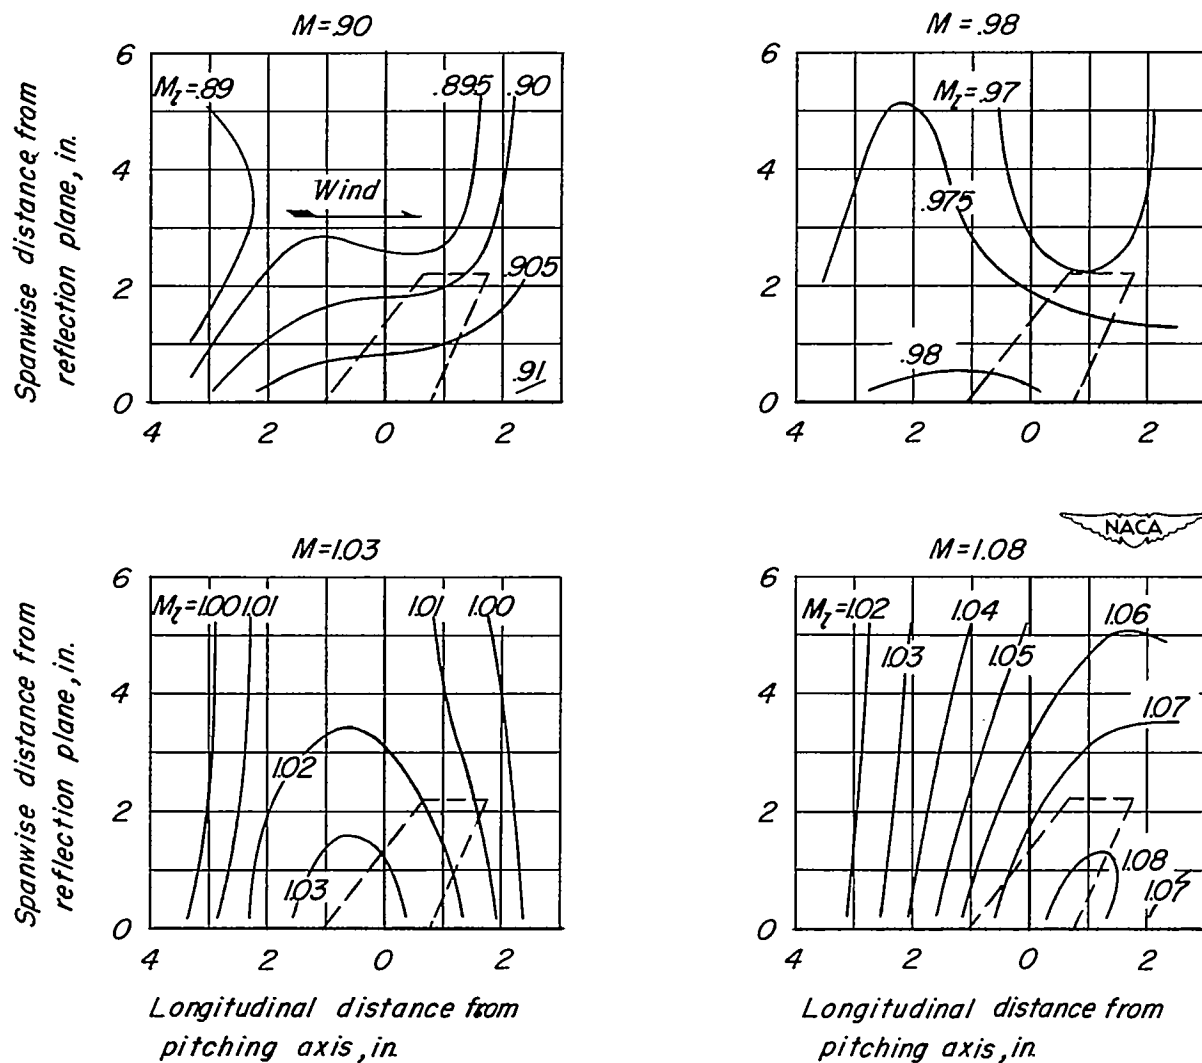 M=.90
M=.98
Spanwise distance from
reflection plane, in.
6
4
2
0
M_l=.89
.895
.90
Wind
.905
.91
4 2 0 2
6
4
2
0
M_l=.97
.975
.98
4 2 0 2
NACA
M=1.03
M=1.08
Spanwise distance from
reflection plane, in.
6
4
2
0
M_l=1.00
1.01
1.01
1.00
1.02
1.03
4 2 0 2
Longitudinal distance from
pitching axis, in.
6
4
2
0
M_l=1.02
1.03
1.04
1.05
1.06
1.07
1.08
1.07
4 2 0 2
Longitudinal distance from
pitching axis, in.